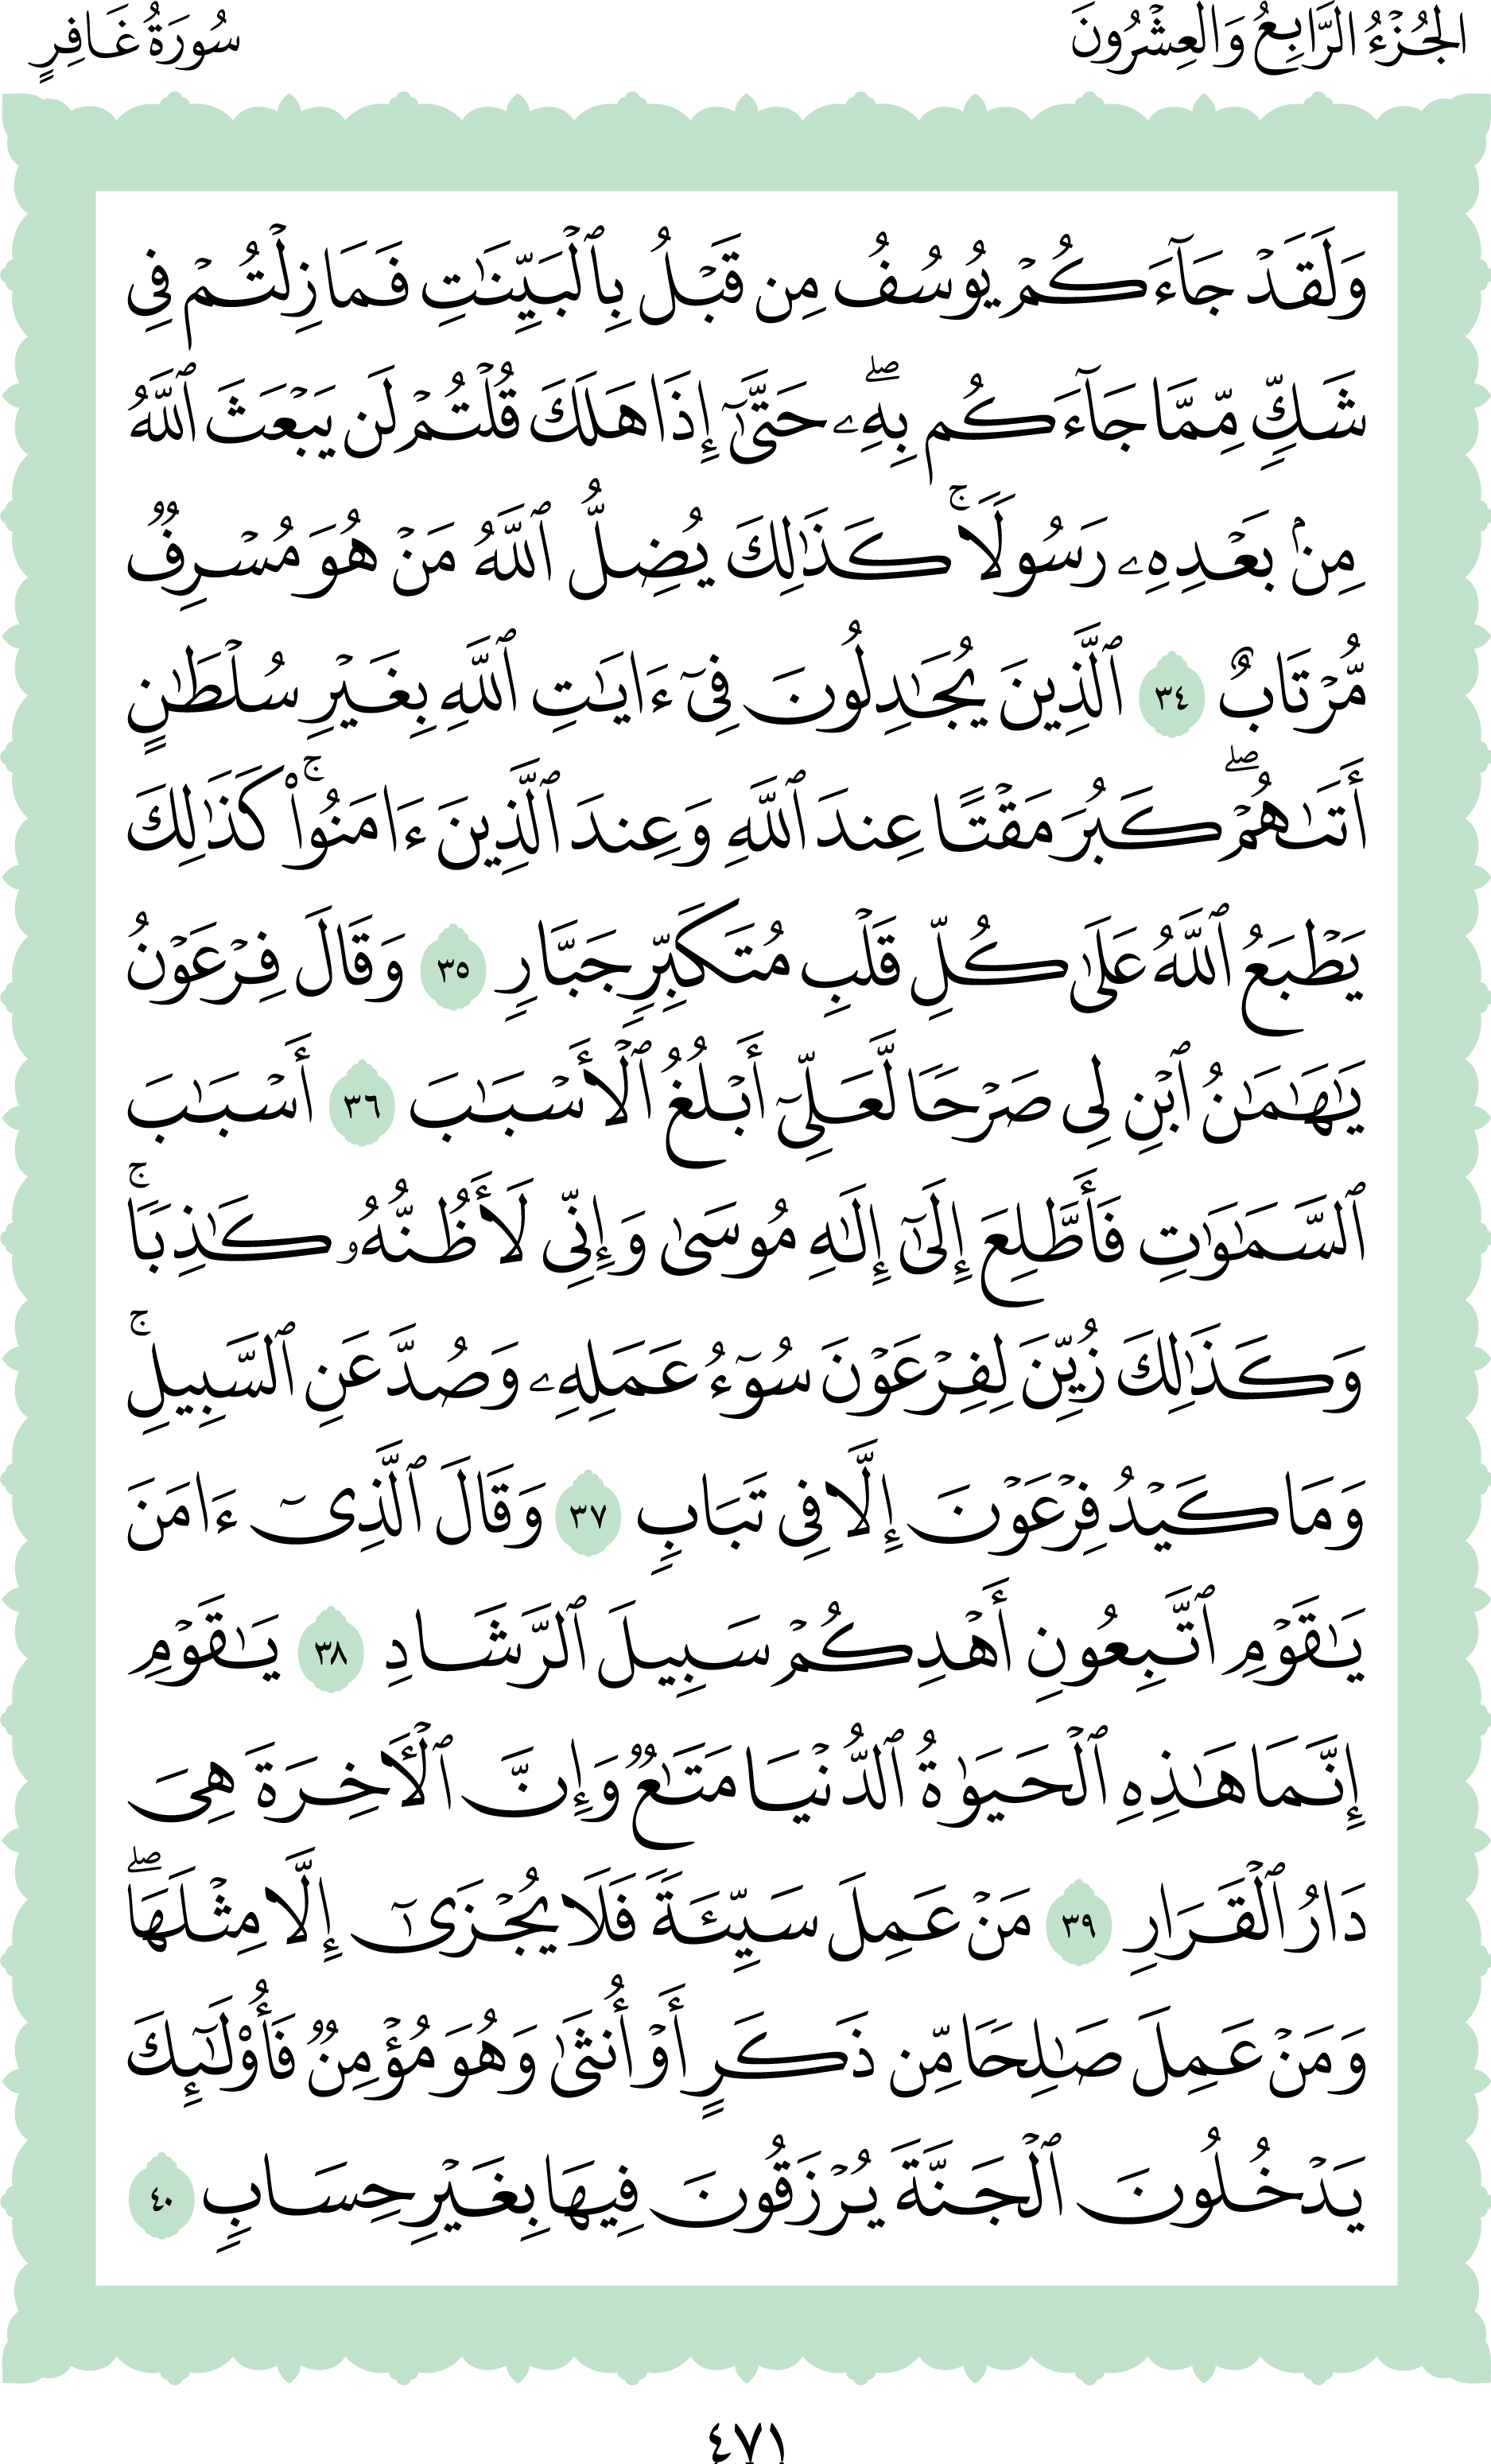 الجُزْءُ الرَّابِعُ وَالعِشْرُونَ
سُورَةُ غَافِرٍ
وَلَقَدۡ جَآءَكُمۡ يُوسُفُ مِن قَبۡلُ بِٱلۡبَيِّنَٰتِ فَمَا زِلۡتُمۡ فِي
شَكّٖ مِّمَّا جَآءَكُم بِهِۦۖ حَتَّىٰٓ إِذَا هَلَكَ قُلۡتُمۡ لَن يَبۡعَثَ ٱللَّهُ
مِنۢ بَعۡدِهِۦ رَسُولٗاۚ كَذَٰلِكَ يُضِلُّ ٱللَّهُ مَنۡ هُوَ مُسۡرِفٞ
مُّرۡتَابٌ ٣٤ ٱلَّذِينَ يُجَٰدِلُونَ فِيٓ ءَايَٰتِ ٱللَّهِ بِغَيۡرِ سُلۡطَٰنٍ
أَتَىٰهُمۡۖ كَبُرَ مَقۡتًا عِندَ ٱللَّهِ وَعِندَ ٱلَّذِينَ ءَامَنُواْۚ كَذَٰلِكَ
يَطۡبَعُ ٱللَّهُ عَلَىٰ كُلِّ قَلۡبِ مُتَكَبِّرٖ جَبَّارٖ ٣٥ وَقَالَ فِرۡعَوۡنُ
يَٰهَٰمَٰنُ ٱبۡنِ لِي صَرۡحٗا لَّعَلِّيٓ أَبۡلُغُ ٱلۡأَسۡبَٰبَ ٣٦ أَسۡبَٰبَ
ٱلسَّمَٰوَٰتِ فَأَطَّلِعَ إِلَىٰٓ إِلَٰهِ مُوسَىٰ وَإِنِّي لَأَظُنُّهُۥ كَٰذِبٗاۚ
وَكَذَٰلِكَ زُيِّنَ لِفِرۡعَوۡنَ سُوٓءُ عَمَلِهِۦ وَصُدَّ عَنِ ٱلسَّبِيلِۚ
وَمَا كَيۡدُ فِرۡعَوۡنَ إِلَّا فِي تَبَابٖ ٣٧ وَقَالَ ٱلَّذِيٓ ءَامَنَ
يَٰقَوۡمِ ٱتَّبِعُونِ أَهۡدِكُمۡ سَبِيلَ ٱلرَّشَادِ ٣٨ يَٰقَوۡمِ
إِنَّمَا هَٰذِهِ ٱلۡحَيَوٰةُ ٱلدُّنۡيَا مَتَٰعٞ وَإِنَّ ٱلۡأٓخِرَةَ هِيَ
دَارُ ٱلۡقَرَارِ ٣٩ مَنۡ عَمِلَ سَيِّئَةٗ فَلَا يُجۡزَىٰٓ إِلَّا مِثۡلَهَاۖ
وَمَنۡ عَمِلَ صَٰلِحٗا مِّن ذَكَرٍ أَوۡ أُنثَىٰ وَهُوَ مُؤۡمِنٞ فَأُوْلَٰٓئِكَ
يَدۡخُلُونَ ٱلۡجَنَّةَ يُرۡزَقُونَ فِيهَا بِغَيۡرِ حِسَابٖ ٤٠
٤٧١